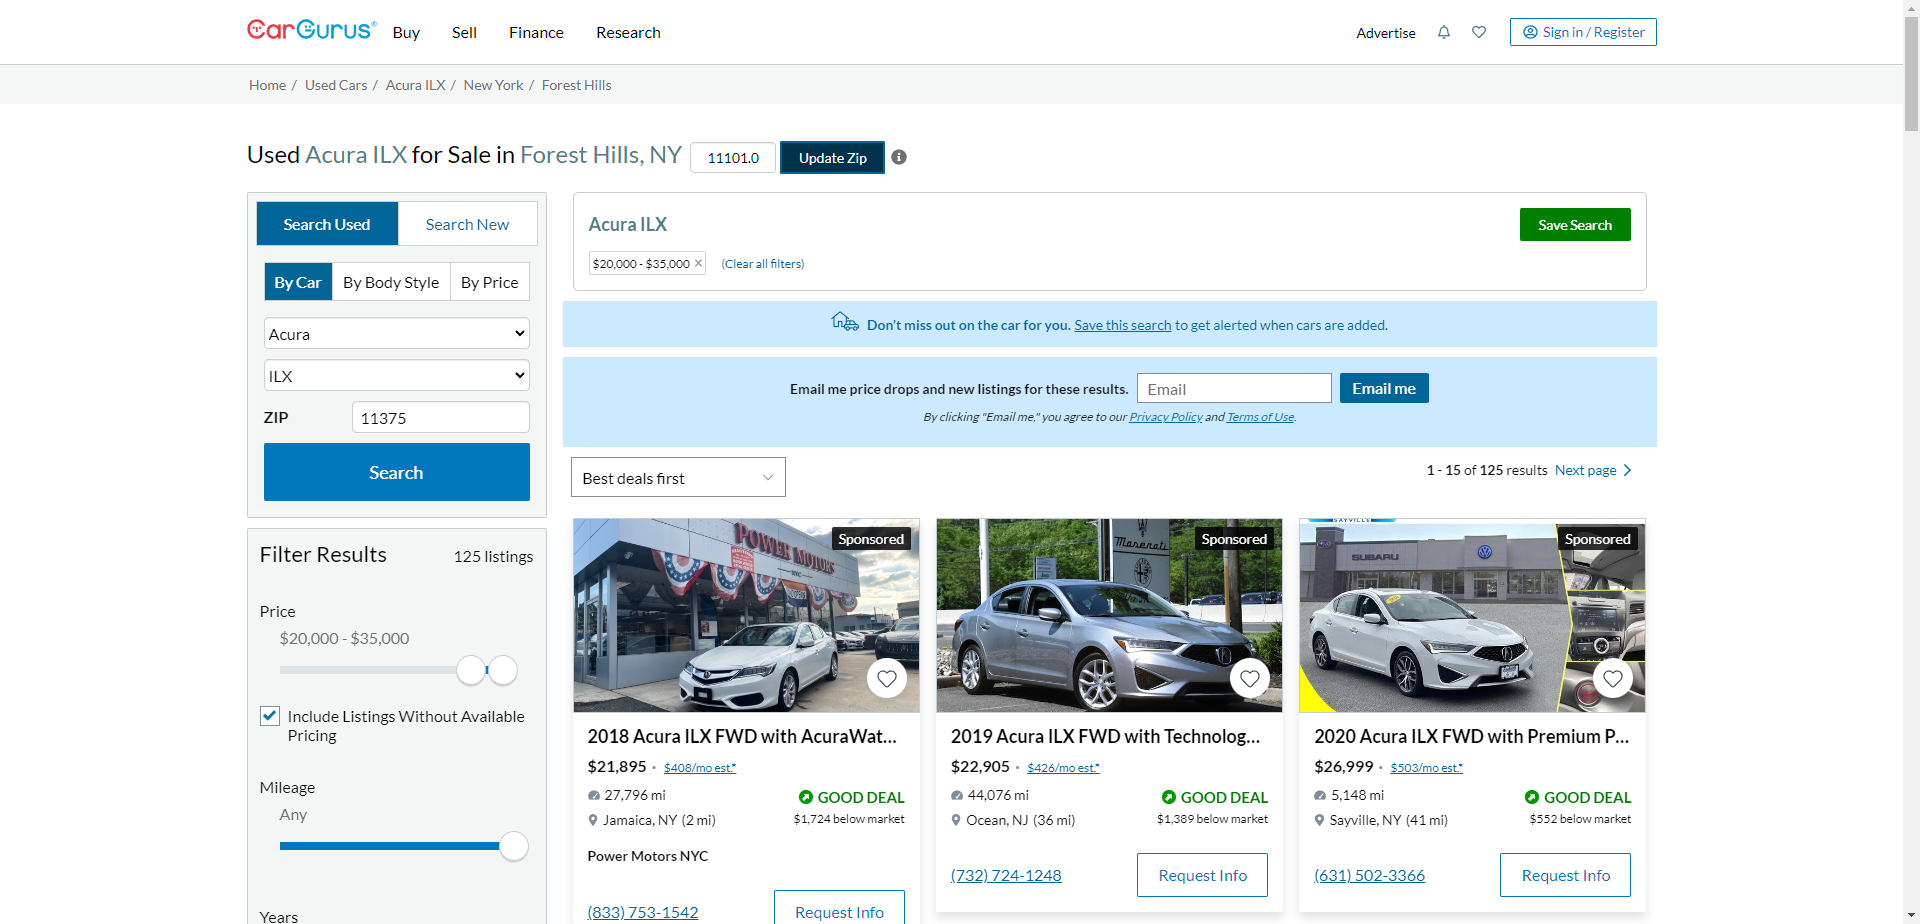 CarGurus
Buy Sell Finance Research
Advertise
Sign in / Register
Home / Used Cars / Acura ILX / New York / Forest Hills
Used Acura ILX for Sale in Forest Hills, NY
11101.0
Update Zip
Search Used
Search New
By Car
By Body Style
By Price
Acura
ILX
ZIP
11375
Search
Filter Results
125 listings
Price
$20,000 - $35,000
Include Listings Without Available
Pricing
Mileage
Any
Years
Acura ILX
Save Search
$20,000 - $35,000 ×
(Clear all filters)
Don't miss out on the car for you. Save this search to get alerted when cars are added.
Email me price drops and new listings for these results.
Email
Email me
By clicking "Email me," you agree to our Privacy Policy and Terms of Use.
Best deals first
1 - 15 of 125 results Next page
POWER MOTORS
Sponsored
2018 Acura ILX FWD with AcuraWat...
$21,895 · $408/mo est.*
27,796 mi
GOOD DEAL
Jamaica, NY (2 mi)
$1,724 below market
Power Motors NYC
(833) 753-1542
Request Info
Maserati
Sponsored
2019 Acura ILX FWD with Technolog...
$22,905 · $426/mo est.*
44,076 mi
GOOD DEAL
Ocean, NJ (36 mi)
$1,389 below market
(732) 724-1248
Request Info
SAYVILLE
SUBARU
Sponsored
2020 Acura ILX FWD with Premium P...
$26,999 · $503/mo est.*
5,148 mi
GOOD DEAL
Sayville, NY (41 mi)
$552 below market
(631) 502-3366
Request Info